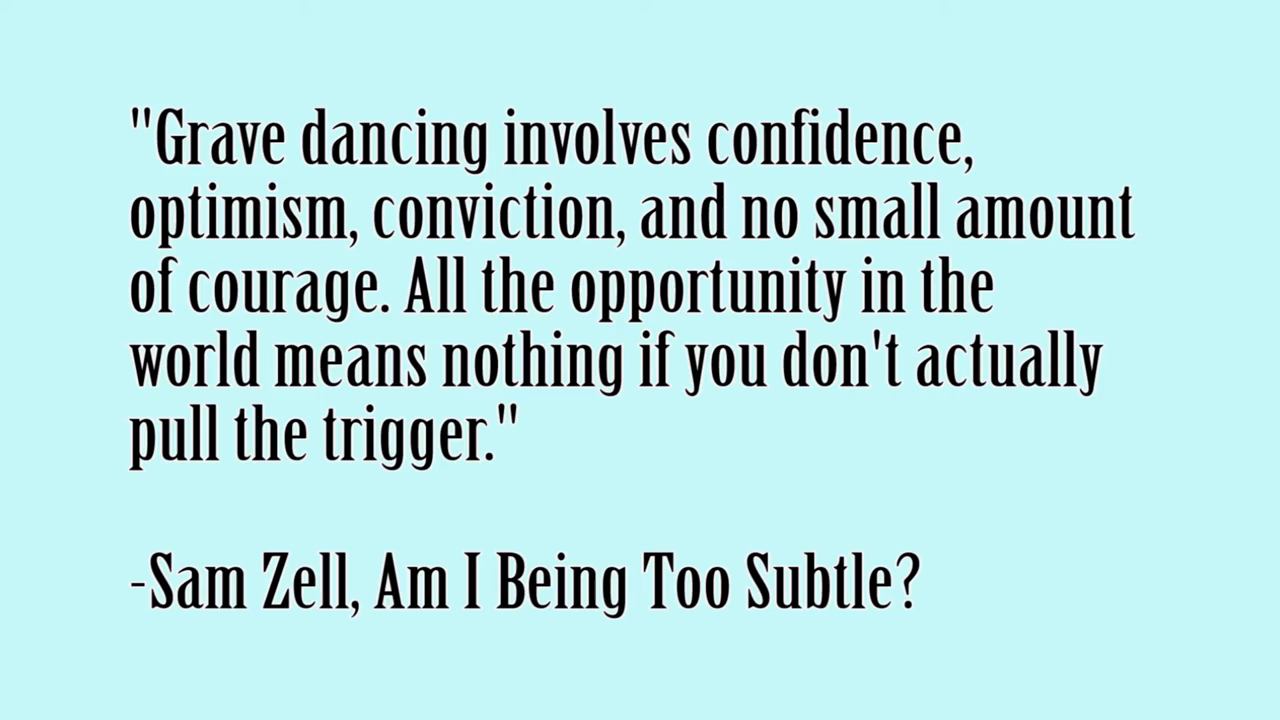 "Grave dancing involves confidence,
optimism, conviction, and no small amount
of courage. All the opportunity in the
world means nothing if you don't actually
pull the trigger."
-Sam Zell, Am I Being Too Subtle?